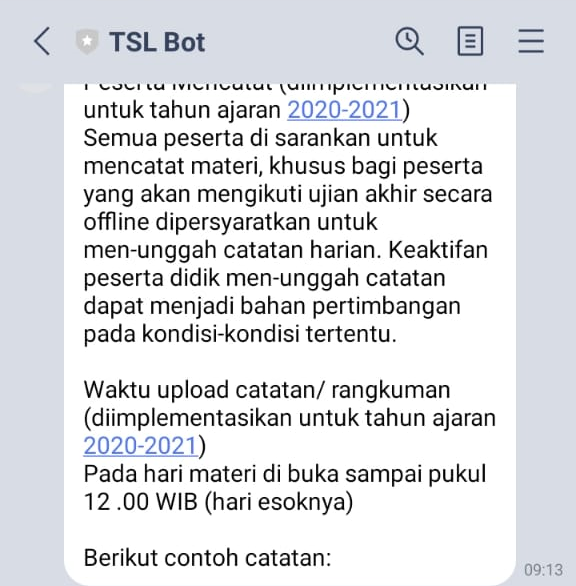 TSL Bot
Peserta Mencatat (diimplementasikan
untuk tahun ajaran 2020-2021)
Semua peserta di sarankan untuk
mencatat materi, khusus bagi peserta
yang akan mengikuti ujian akhir secara
offline dipersyaratkan untuk
men-unggah catatan harian. Keaktifan
peserta didik men-unggah catatan
dapat menjadi bahan pertimbangan
pada kondisi-kondisi tertentu.
Waktu upload catatan/ rangkuman
(diimplementasikan untuk tahun ajaran
2020-2021)
Pada hari materi di buka sampai pukul
12 .00 WIB (hari esoknya)
Berikut contoh catatan:
09:13